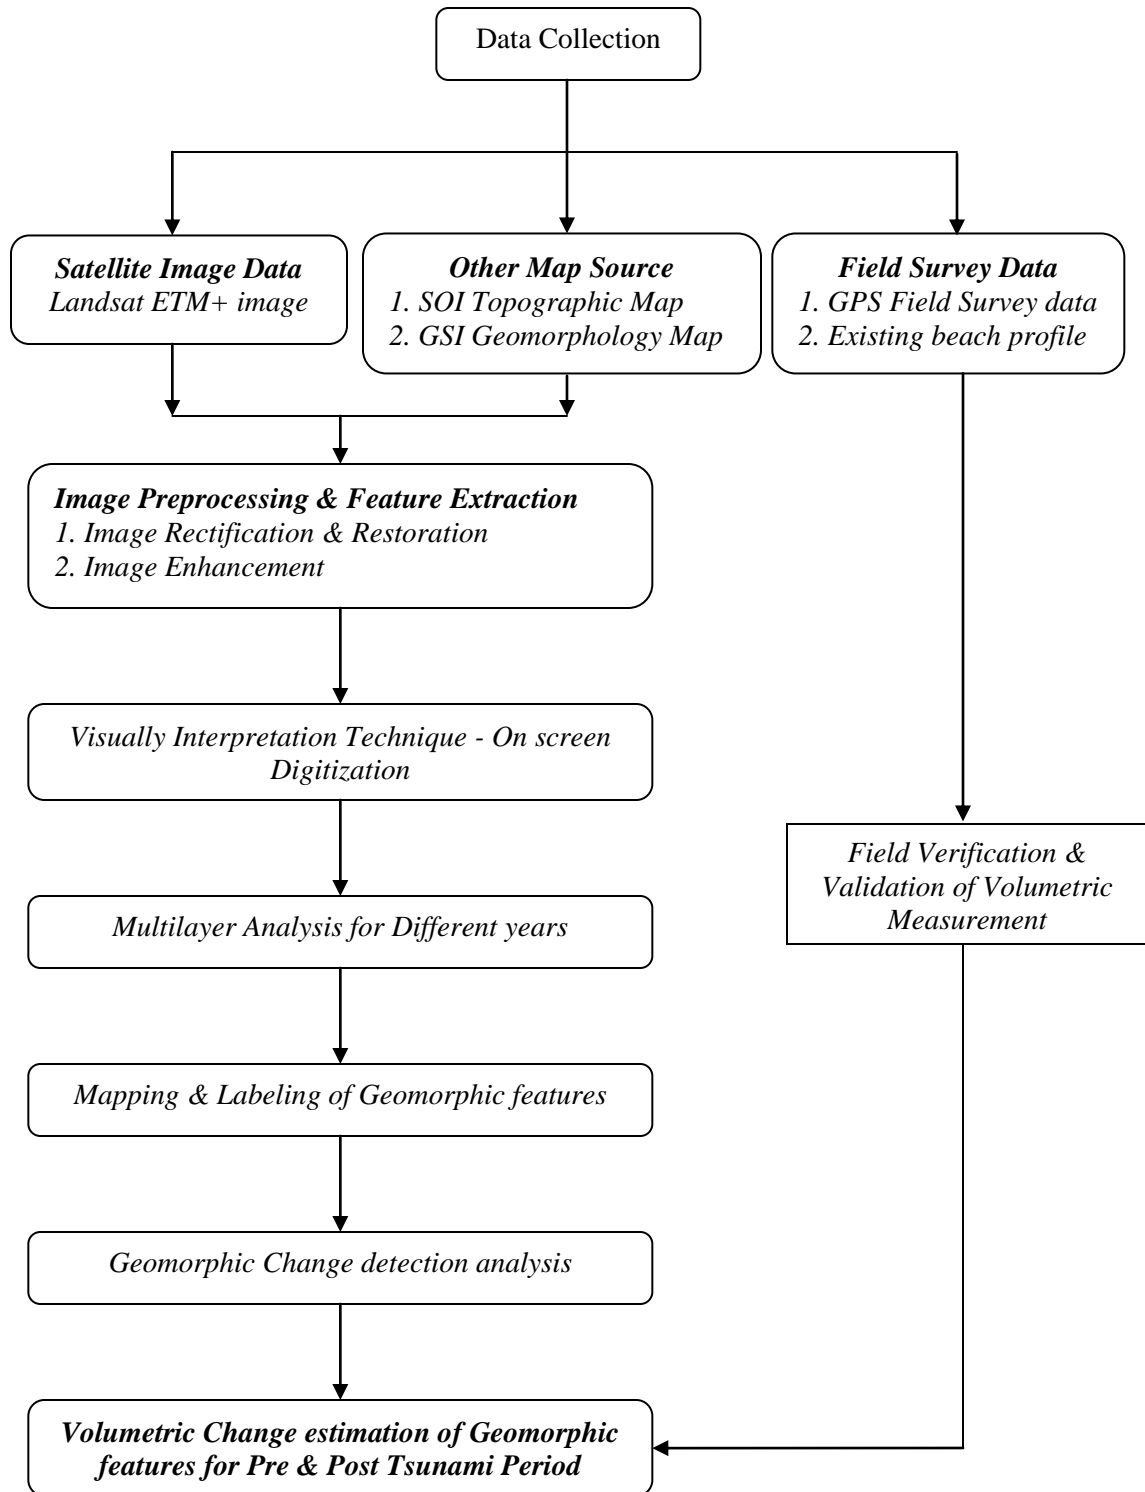 Data Collection
Satellite Image Data
Landsat ETM+ image
Other Map Source
1. SOI Topographic Map
2. GSI Geomorphology Map
Field Survey Data
1. GPS Field Survey data
2. Existing beach profile
Image Preprocessing & Feature Extraction
1. Image Rectification & Restoration
2. Image Enhancement
Visually Interpretation Technique - On screen
Digitization
Field Verification &
Validation of Volumetric
Measurement
Multilayer Analysis for Different years
Mapping & Labeling of Geomorphic features
Geomorphic Change detection analysis
Volumetric Change estimation of Geomorphic
features for Pre & Post Tsunami Period